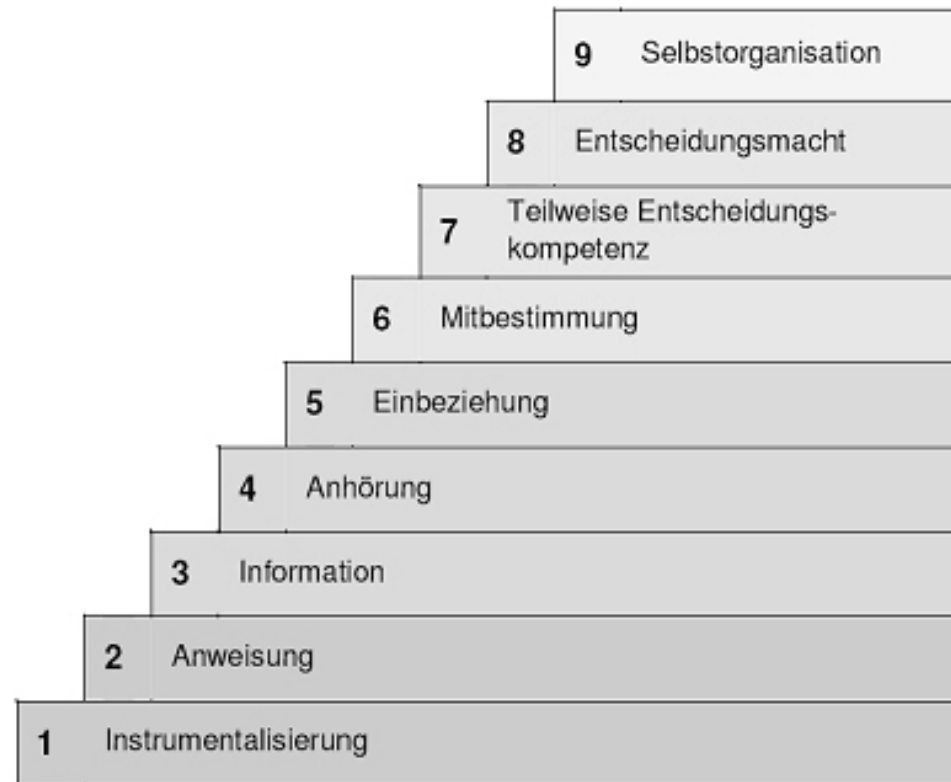 9 Selbstorganisation
8 Entscheidungsmacht
7 Teilweise Entscheidungs-
kompetenz
6 Mitbestimmung
5 Einbeziehung
4 Anhörung
3 Information
2 Anweisung
1 Instrumentalisierung